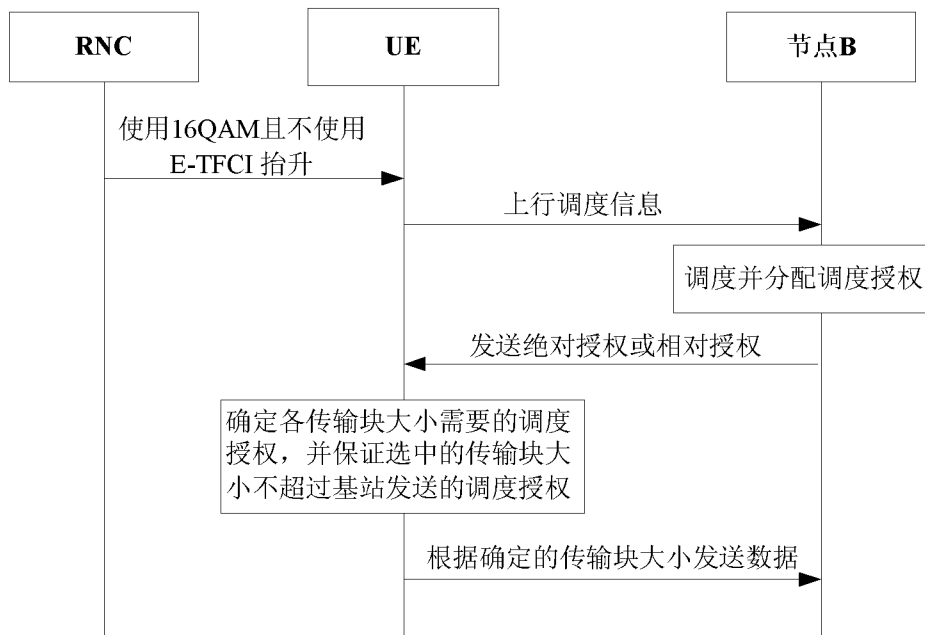 RNC
UE
节点B
使用16QAM且不使用
E-TFCI 抬升
上行调度信息
调度并分配调度授权
发送绝对授权或相对授权
确定各传输块大小需要的调度
授权，并保证选中的传输块大
小不超过基站发送的调度授权
根据确定的传输块大小发送数据